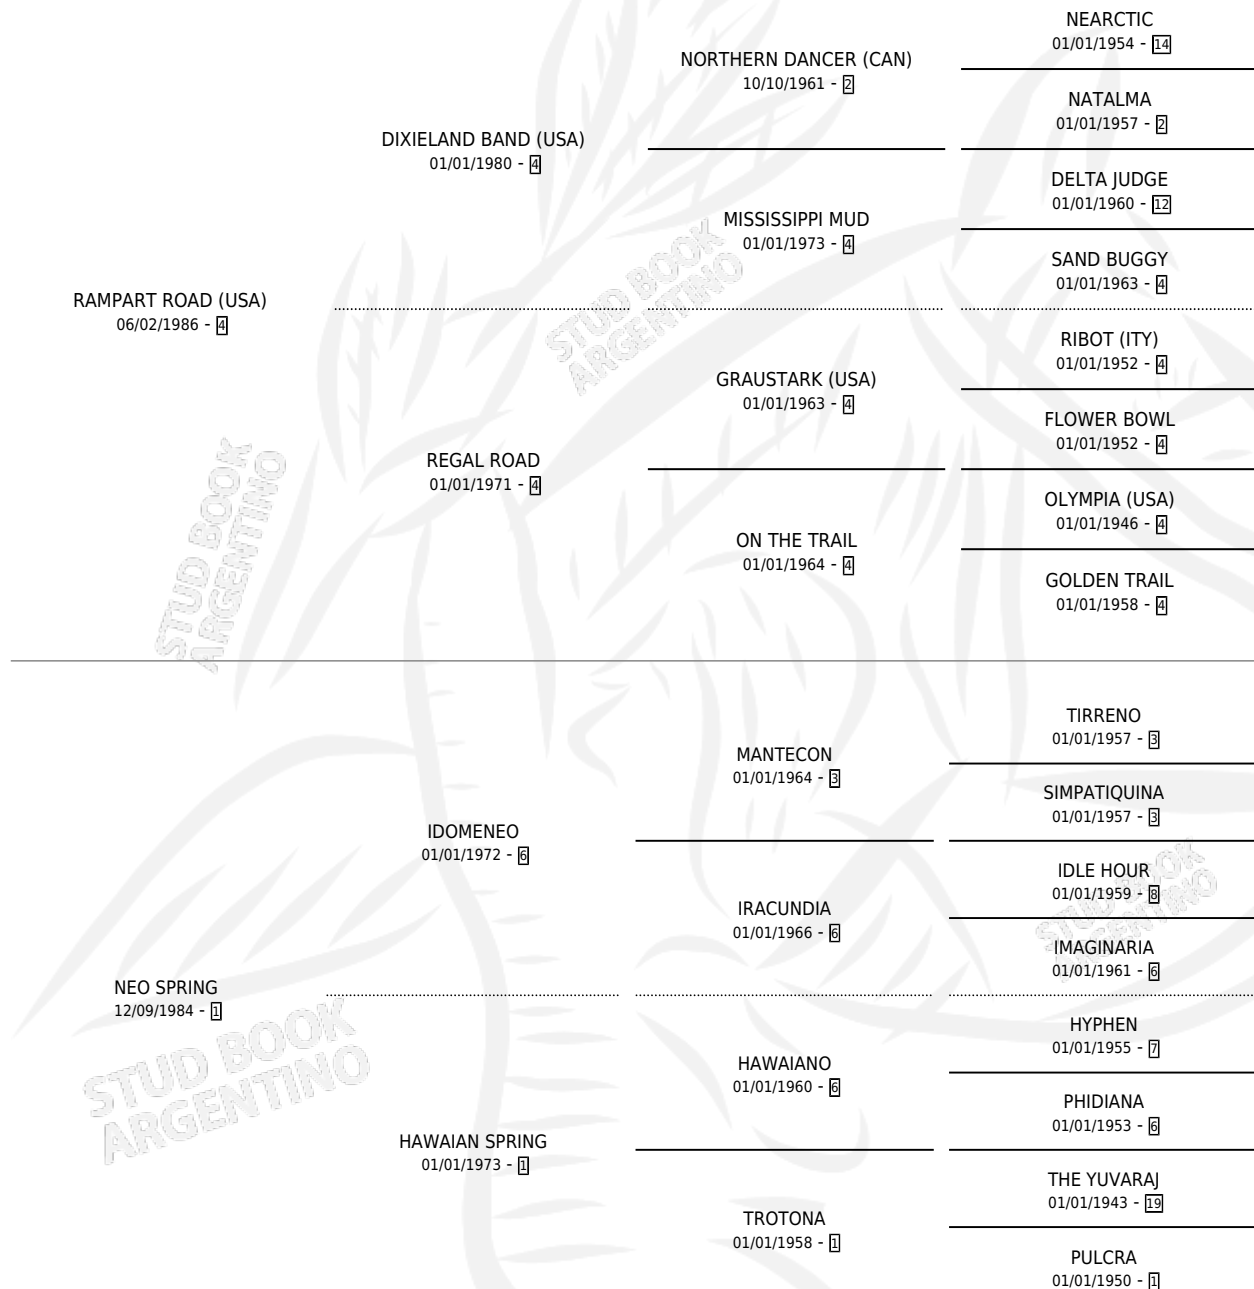 NEARCTIC
01/01/1954 - 14
NORTHERN DANCER (CAN)
10/10/1961 - 2
NATALMA
01/01/1957 - 2
DIXIELAND BAND (USA)
01/01/1980 - 4
DELTA JUDGE
01/01/1960 - 12
MISSISSIPPI MUD
01/01/1973 - 4
SAND BUGGY
01/01/1963 - 4
STUD BOOK
ARGENTINO
RAMPART ROAD (USA)
06/02/1986 - 4
RIBOT (ITY)
01/01/1952 - 4
GRAUSTARK (USA)
01/01/1963 - 4
FLOWER BOWL
01/01/1952 - 4
REGAL ROAD
01/01/1971 - 4
OLYMPIA (USA)
01/01/1946 - 4
ON THE TRAIL
01/01/1964 - 4
GOLDEN TRAIL
01/01/1958 - 4
STUD BOOK
ARGENTINO
TIRRENO
01/01/1957 - 3
MANTECON
01/01/1964 - 3
SIMPATIQUINA
01/01/1957 - 3
IDOMENEO
01/01/1972 - 6
IDLE HOUR
01/01/1959 - 8
IRACUNDIA
01/01/1966 - 6
IMAGINARIA
01/01/1961 - 6
STUD BOOK
ARGENTINO
NEO SPRING
12/09/1984 - 1
HYPHEN
01/01/1955 - 7
HAWAIANO
01/01/1960 - 6
PHIDIANA
01/01/1953 - 6
STUD BOOK
ARGENTINO
HAWAIAN SPRING
01/01/1973 - 1
THE YUVARAJ
01/01/1943 - 19
TROTONA
01/01/1958 - 1
PULCRA
01/01/1950 - 1